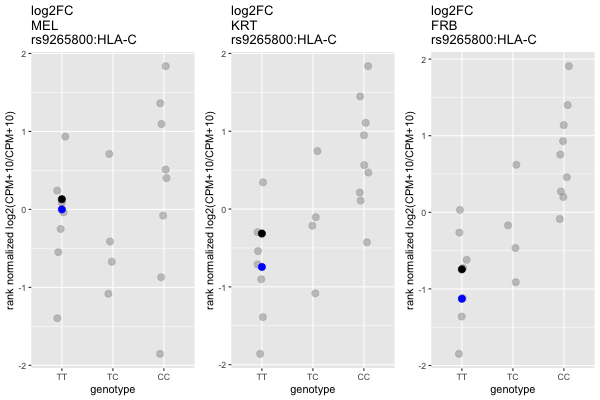 log2FC
MEL
rs9265800:HLA-C
rank normalized log2(CPM+10/CPM+10)
2
1
0
-1
-2
TT
TC
CC
genotype
log2FC
KRT
rs9265800:HLA-C
rank normalized log2(CPM+10/CPM+10)
2
1
0
-1
-2
TT
TC
CC
genotype
log2FC
FRB
rs9265800:HLA-C
rank normalized log2(CPM+10/CPM+10)
2
1
0
-1
-2
TT
TC
CC
genotype